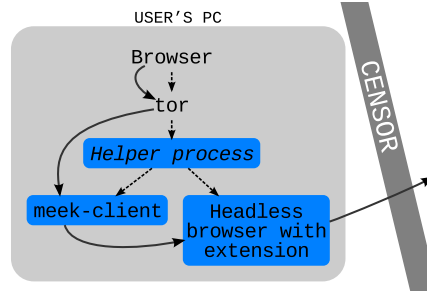 USER'S PC
Browser
tor
Helper process
meek-client
Headless
browser with
extension
CENSOR